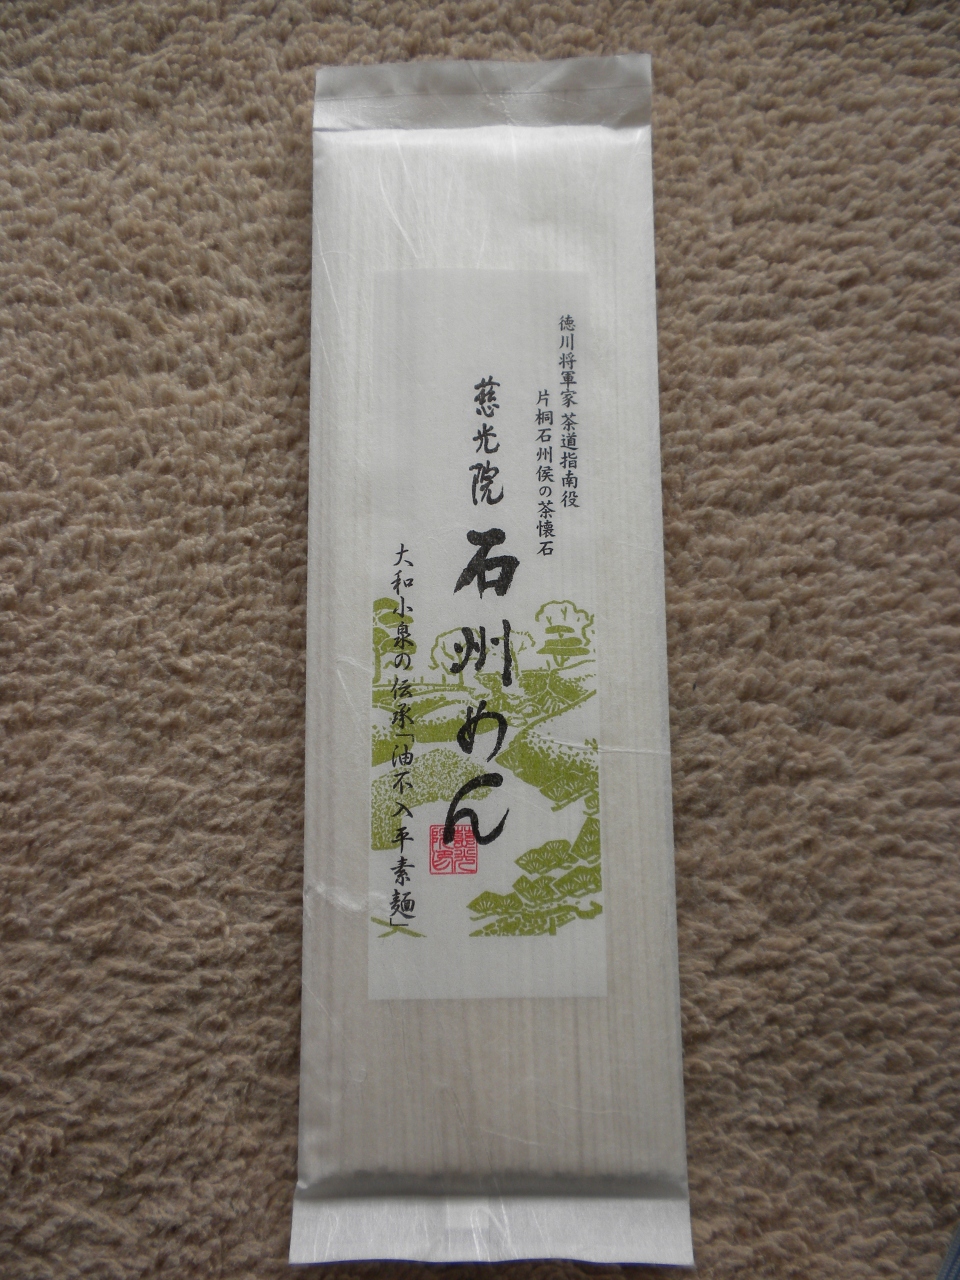 徳川将軍家 茶道指南役
片桐石州侯の茶懐石
慈光院 石州めん
大和小泉の伝承「油不入平素麺」